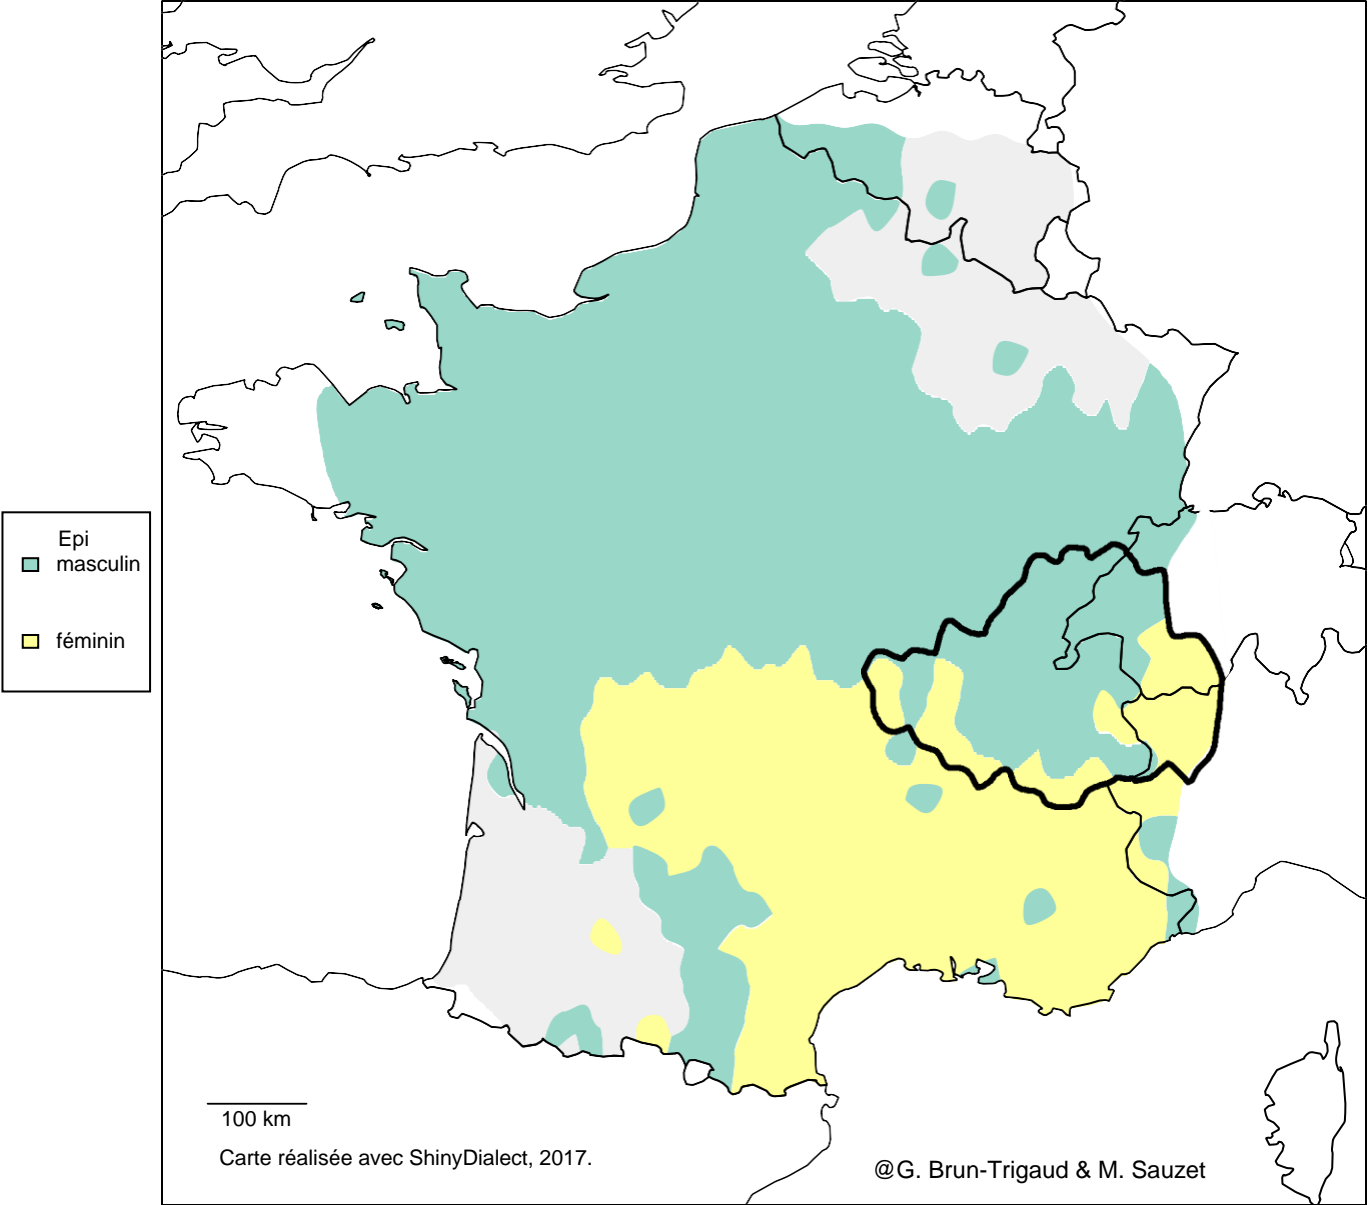 Epi
masculin
féminin
100 km
Carte réalisée avec ShinyDialect, 2017.
@G. Brun-Trigaud & M. Sauzet